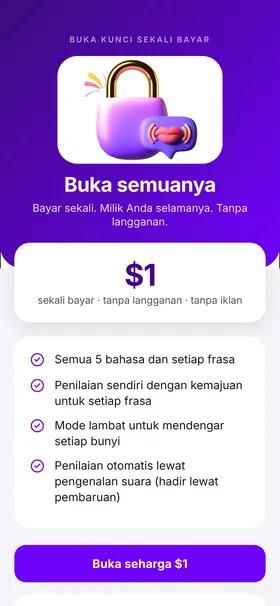 BUKA KUNCI SEKALI BAYAR
Buka semuanya
Bayar sekali. Milik Anda selamanya. Tanpa
langganan.
$1
sekali bayar · tanpa langganan · tanpa iklan
Semua 5 bahasa dan setiap frasa
Penilaian sendiri dengan kemajuan
untuk setiap frasa
Mode lambat untuk mendengar
setiap bunyi
Penilaian otomatis lewat
pengenalan suara (hadir lewat
pembaruan)
Buka seharga $1